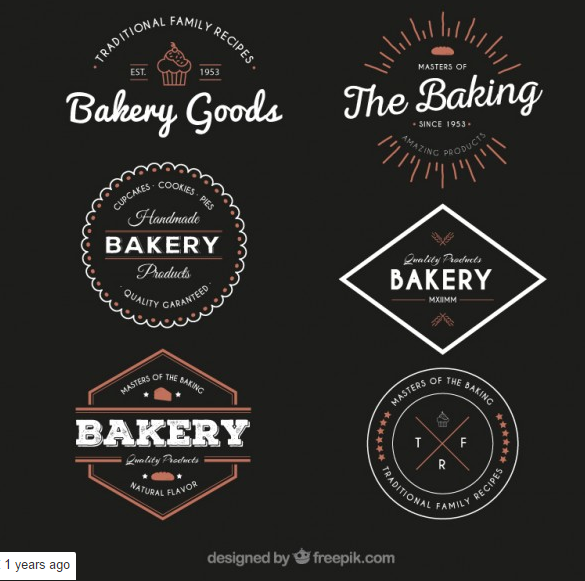 TRADITIONAL FAMILY RECIPES
EST. 1953
Bakery Goods
MASTERS OF
The Baking
• SINCE 1953 •
AMAZING PRODUCTS
CUPCAKES · COOKIES · PIES
Handmade
BAKERY
Products
· QUALITY GARANTEED ·
Quality Products
BAKERY
MXIIMM
MASTERS OF THE BAKING
BAKERY
Quality Products
NATURAL FLAVOR
MASTERS OF THE BAKING
T F
R
TRADITIONAL FAMILY RECIPES
designed by freepik.com
1 years ago